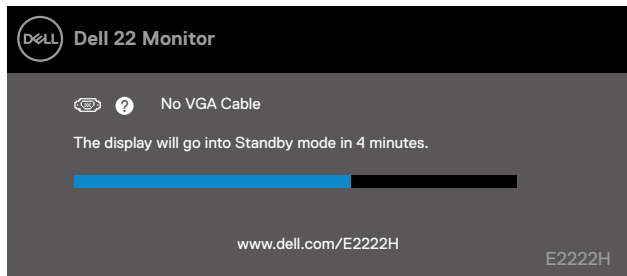 DELL Dell 22 Monitor
? No VGA Cable
The display will go into Standby mode in 4 minutes.
www.dell.com/E2222H
E2222H